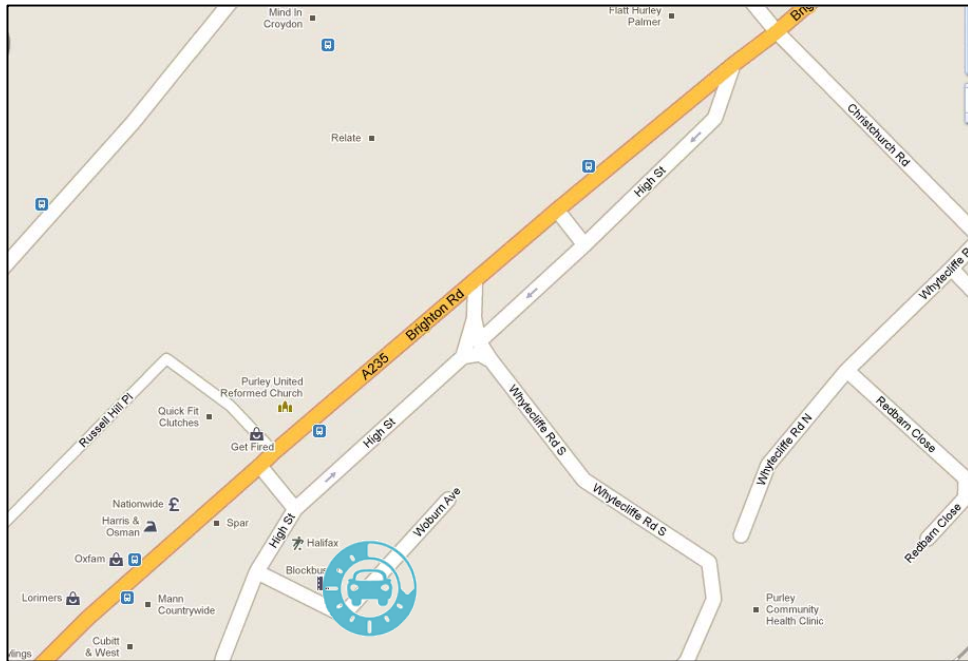 Mind In
Croydon
Flatt Hurley
Palmer
Relate
Christchurch Rd
High St
Whytecliffe R
Brighton Rd
A235
Purley United
Reformed Church
Russell Hill Pl
Quick Fit
Clutches
Get Fired
High St
Whytecliffe Rd S
Whytecliffe Rd N
Redbarn Close
Nationwide
Harris &
Osman
Spar
High St
Woburn Ave
Whytecliffe Rd S
Redbarn Close
Halifax
Oxfam
Lorimers
Mann
Countrywide
Purley
Community
Health Clinic
Cubitt
& West